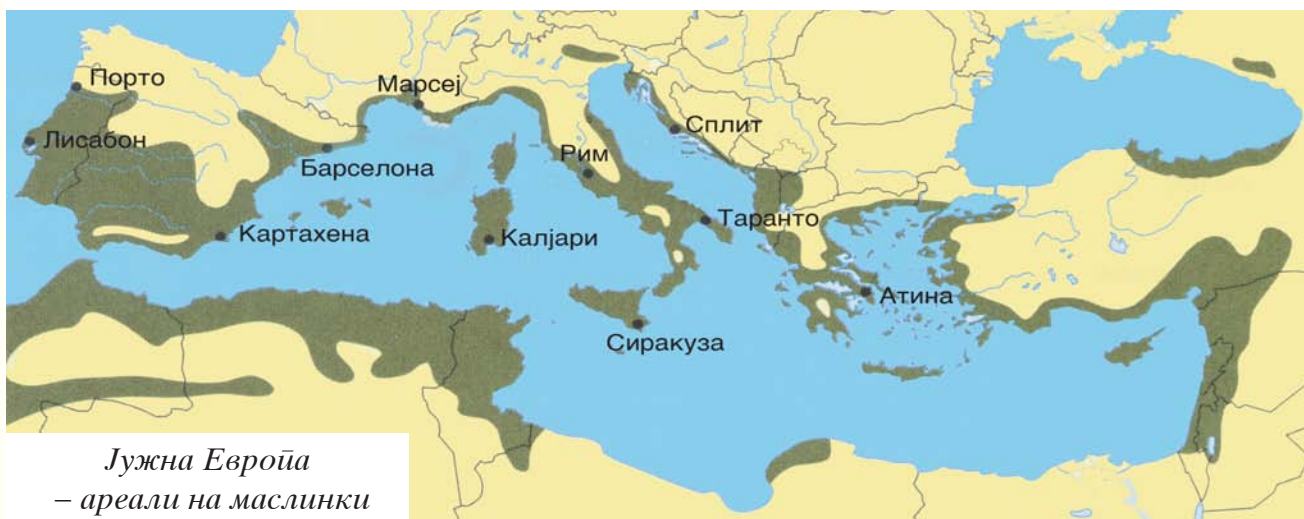 Порто
Марсеј
Лисабон
Сплит
Барселона
Рим
Таранто
Картахена
Калјари
Атина
Сиракуза
Јужна Европа
– ареали на маслинки